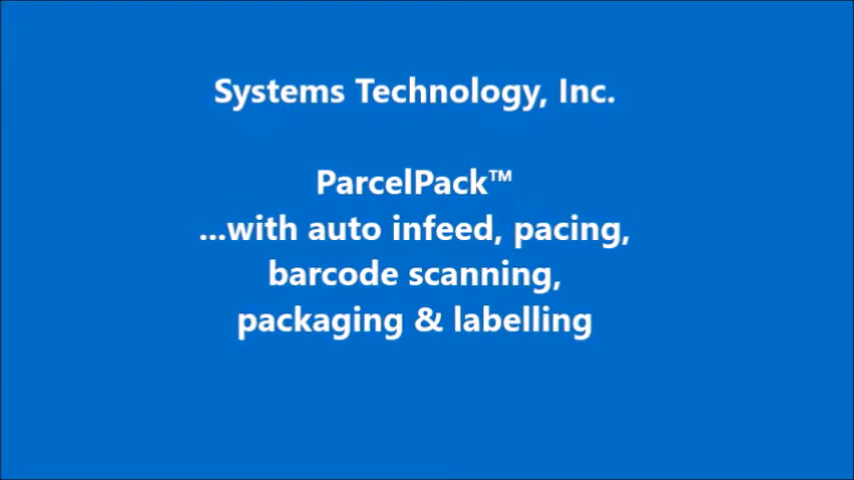 Systems Technology, Inc.
ParcelPack™
...with auto infeed, pacing,
barcode scanning,
packaging & labelling